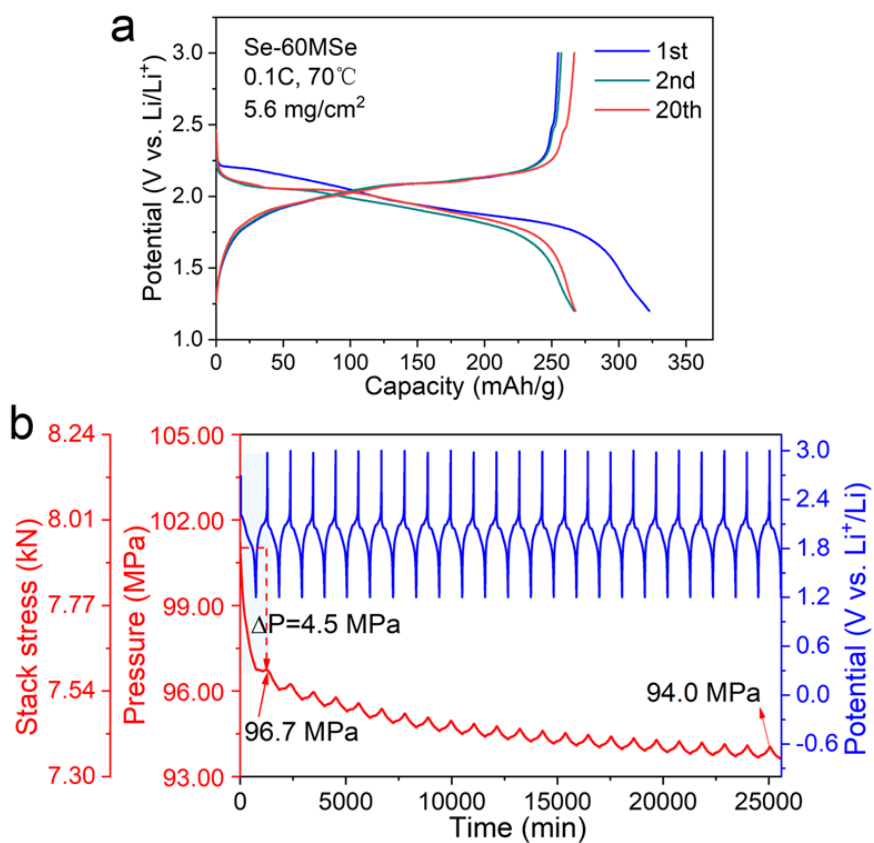 a
Se-60MSe
0.1C, 70℃
5.6 mg/cm²
1st
2nd
20th
Potential (V vs. Li/Li⁺)
3.0
2.5
2.0
1.5
1.0
0 50 100 150 200 250 300 350
Capacity (mAh/g)
b
Stack stress (kN)
8.24
8.01
7.77
7.54
7.30
Pressure (MPa)
105.00
102.00
99.00
96.00
93.00
ΔP=4.5 MPa
96.7 MPa
94.0 MPa
3.0
2.4
1.8
1.2
0.6
0.0
-0.6
Potential (V vs. Li⁺/Li)
0 5000 10000 15000 20000 25000
Time (min)